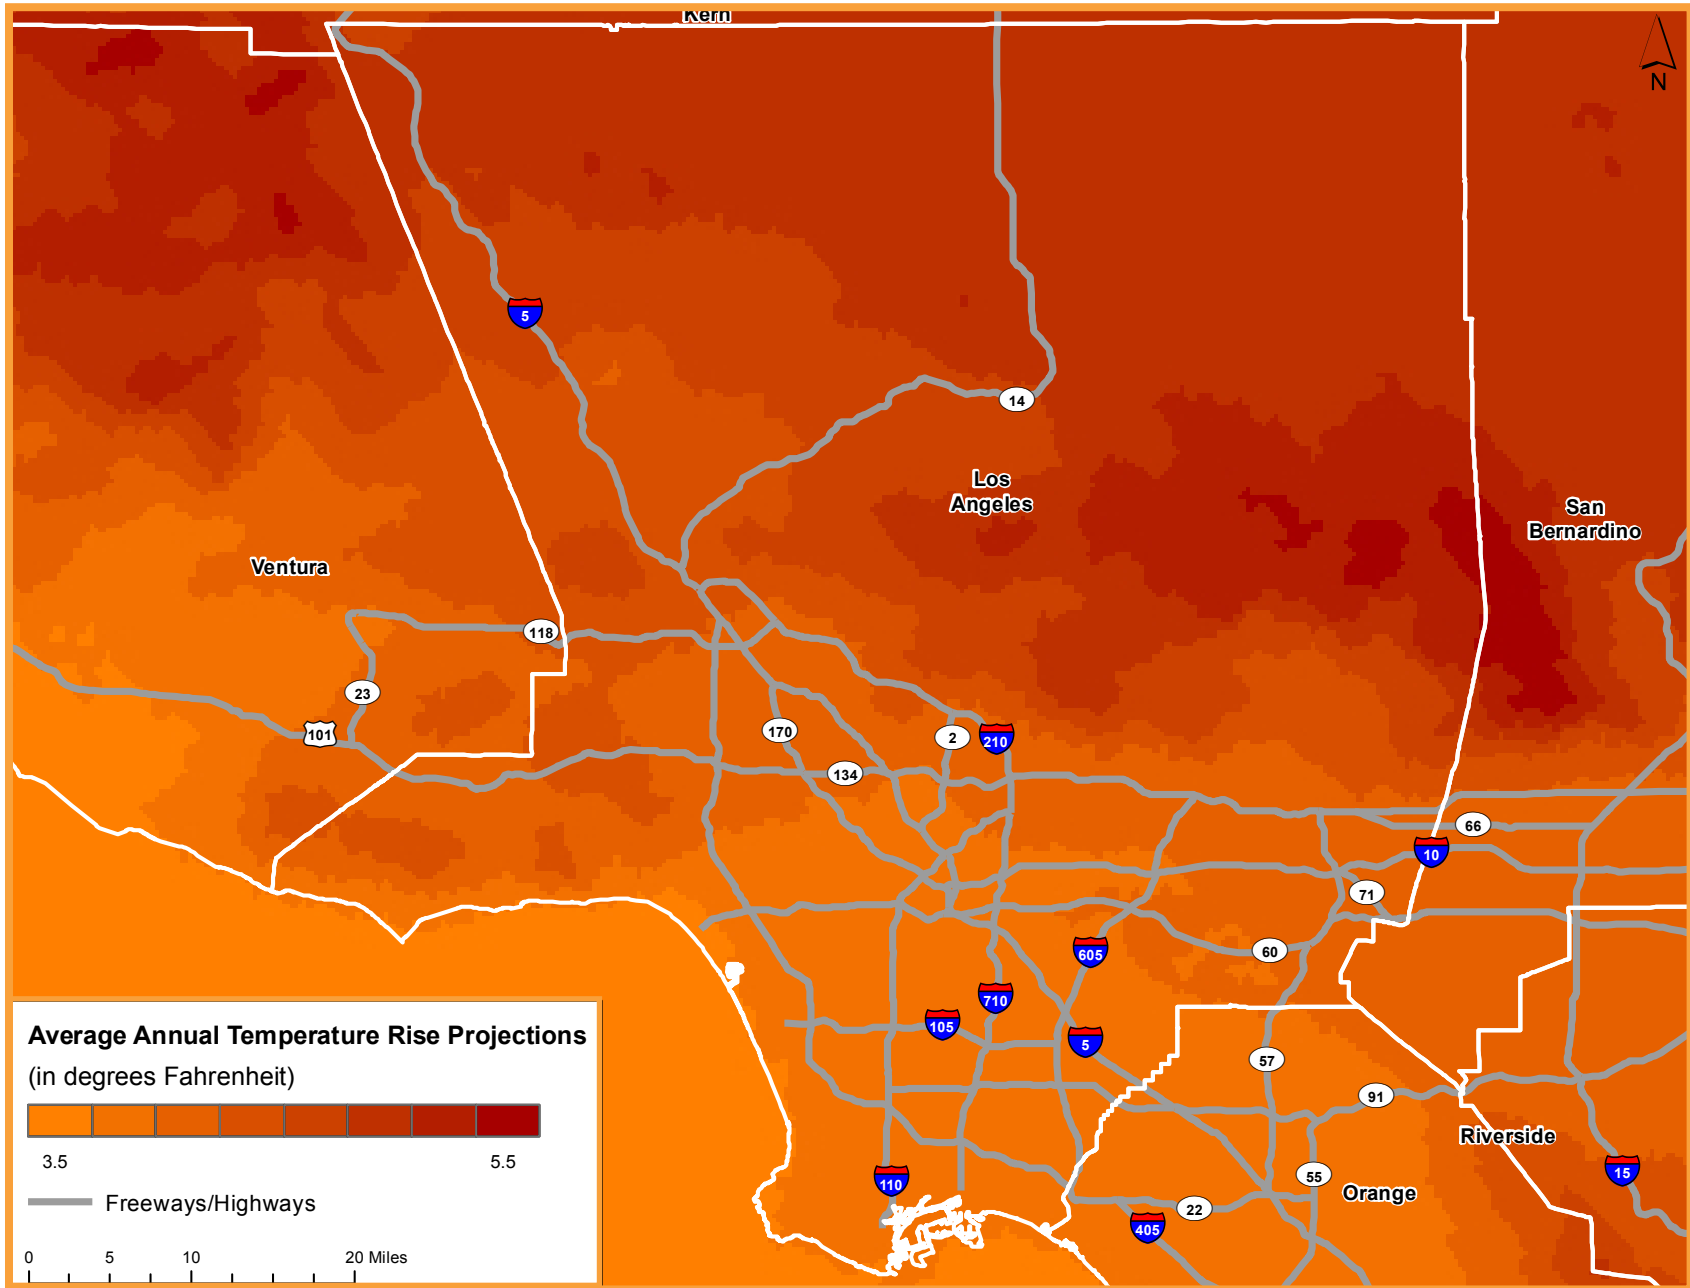 Kern
N
5
14
Los
Angeles
San
Bernardino
Ventura
118
23
101
170
2
210
134
66
10
71
60
605
710
105
5
57
91
Riverside
15
55
Orange
110
22
405
Average Annual Temperature Rise Projections
(in degrees Fahrenheit)
3.5 5.5
Freeways/Highways
0 5 10 20 Miles